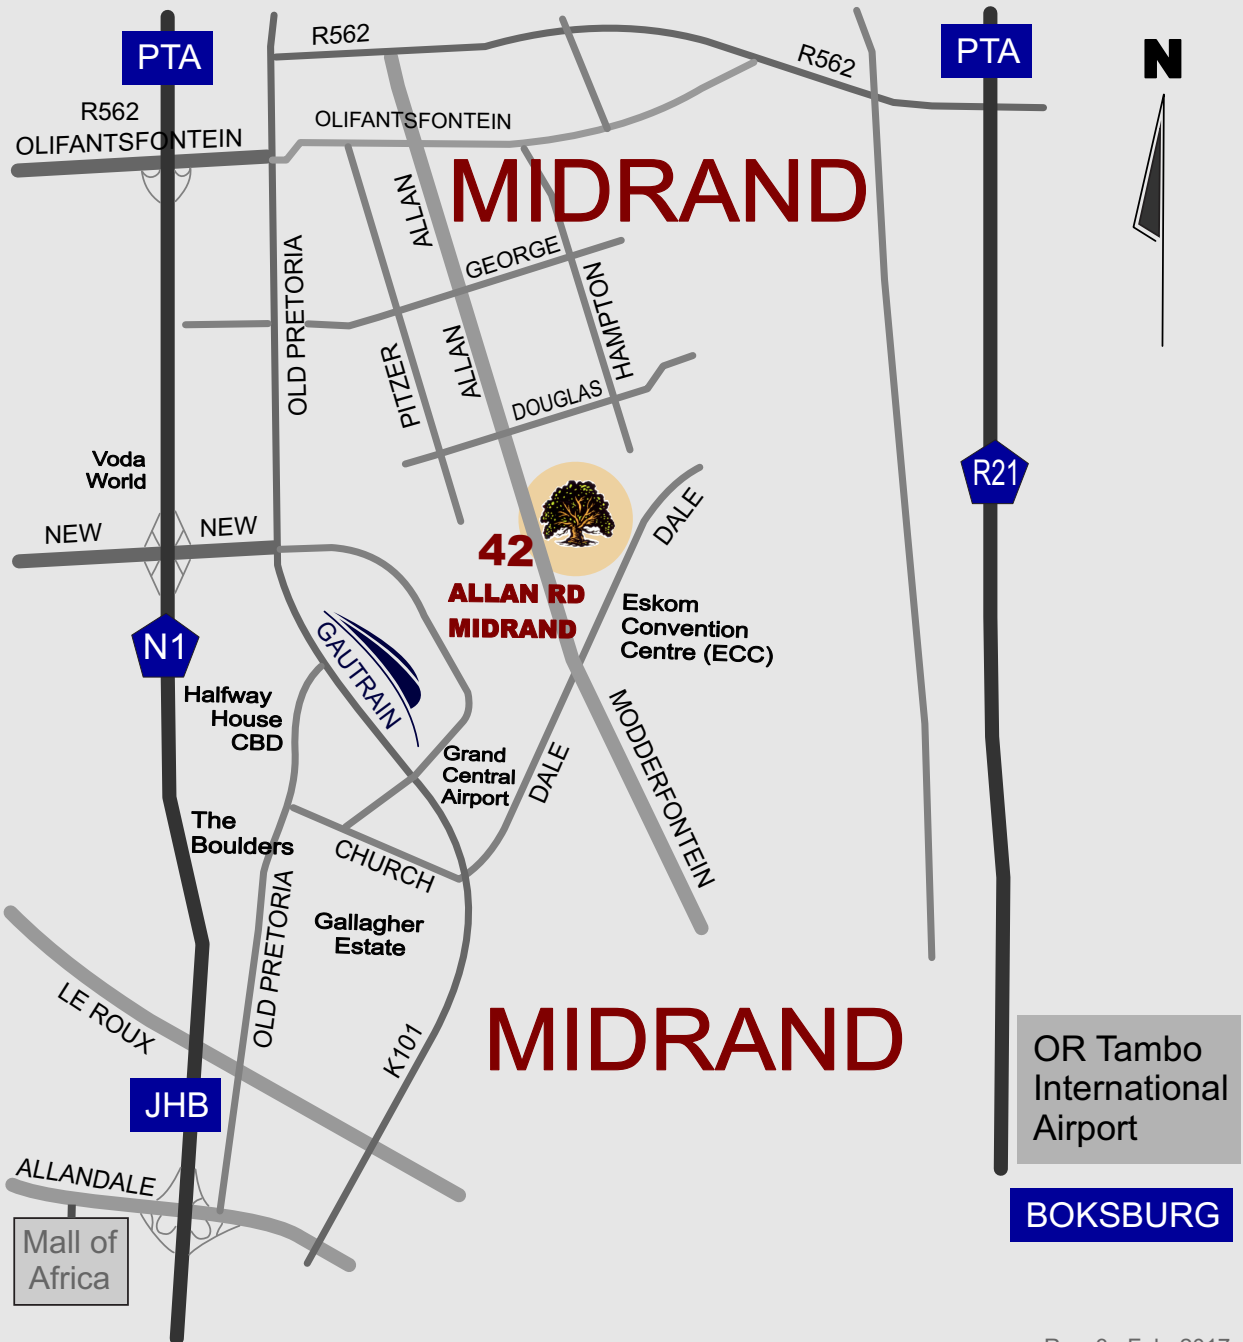 PTA
R562
R562
PTA
N
R562
OLIFANTSFONTEIN
OLIFANTSFONTEIN
MIDRAND
ALLAN
GEORGE
OLD PRETORIA
HAMPTON
ALLAN
PITZER
DOUGLAS
Voda
World
R21
NEW
NEW
DALE
42
ALLAN RD
MIDRAND
Eskom
Convention
Centre (ECC)
N1
GAUTRAIN
Halfway
House
CBD
MODDERFONTEIN
Grand
Central
Airport
DALE
The
Boulders
CHURCH
OLD PRETORIA
Gallagher
Estate
LE ROUX
K101
MIDRAND
OR Tambo
International
Airport
JHB
ALLANDALE
BOKSBURG
Mall of
Africa